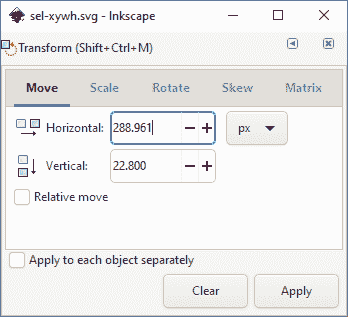 sel-xywh.svg - Inkscape
Transform (Shift+Ctrl+M)
Move Scale Rotate Skew Matrix
Horizontal: 288.961 px
Vertical: 22.800
Relative move
Apply to each object separately
Clear Apply